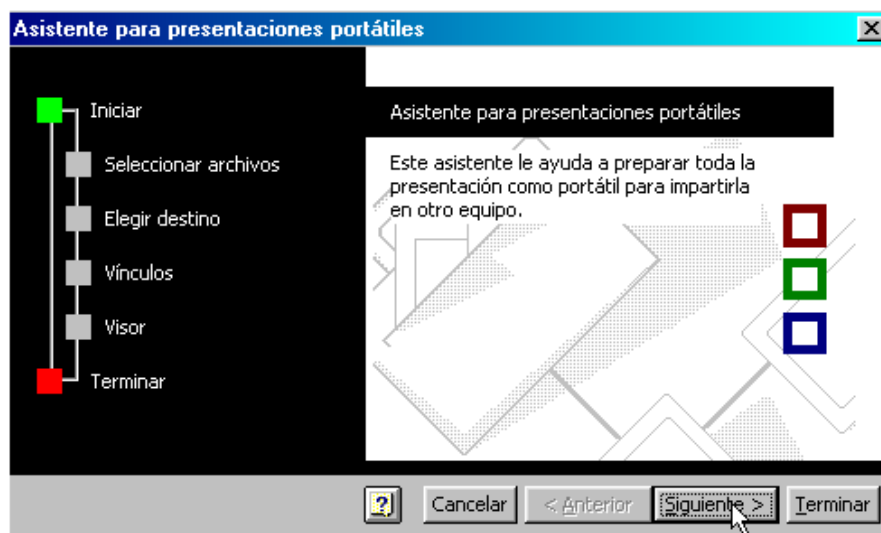 Asistente para presentaciones portátiles
Iniciar
Seleccionar archivos
Elegir destino
Vínculos
Visor
Terminar
Asistente para presentaciones portátiles
Este asistente le ayuda a preparar toda la
presentación como portátil para impartirla
en otro equipo.
Cancelar
< Anterior
Siguiente >
Terminar